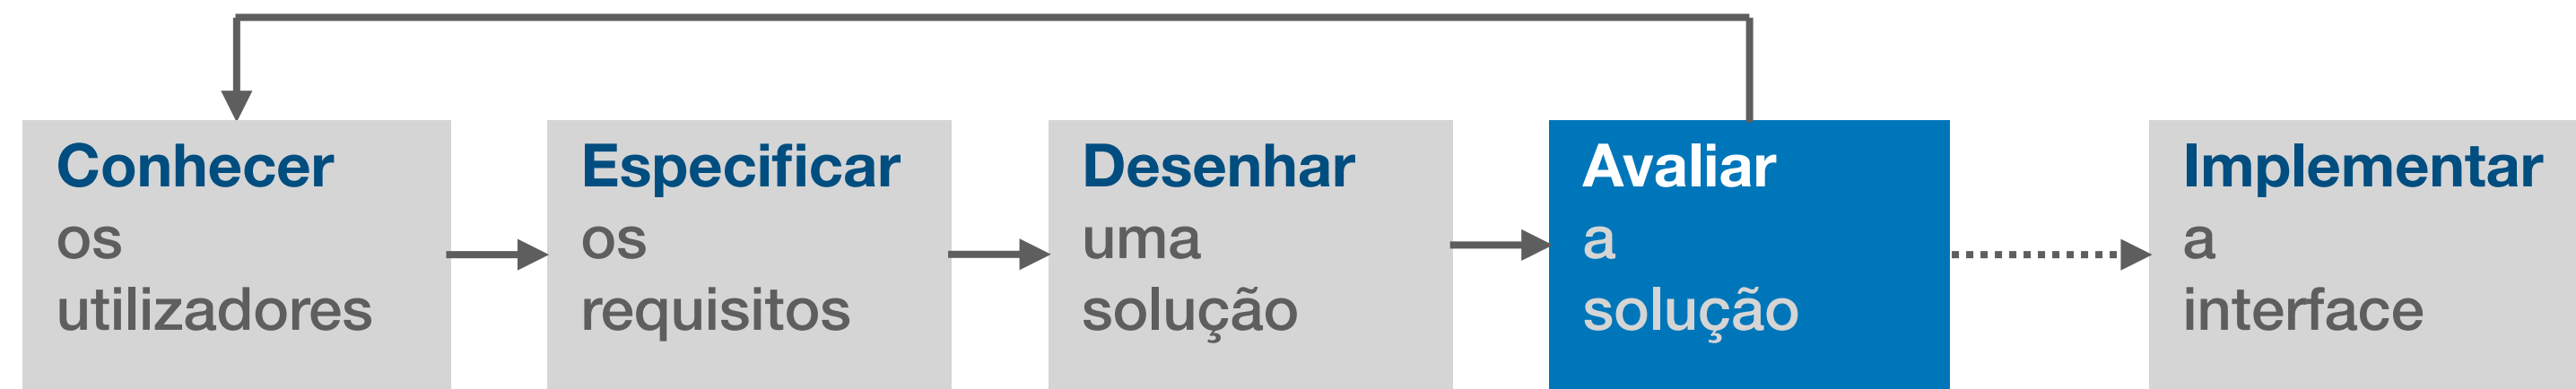 Conhecer
os
utilizadores
Especificar
os
requisitos
Desenhar
uma
solução
Avaliar
a
solução
Implementar
a
interface